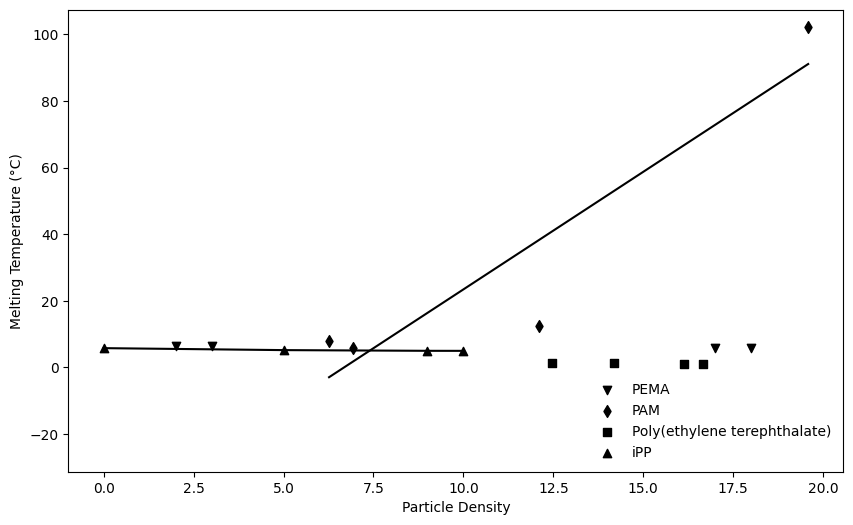 100
80
60
40
20
0
−20
Melting Temperature (°C)
0.0 2.5 5.0 7.5 10.0 12.5 15.0 17.5 20.0
Particle Density
PEMA
PAM
Poly(ethylene terephthalate)
iPP